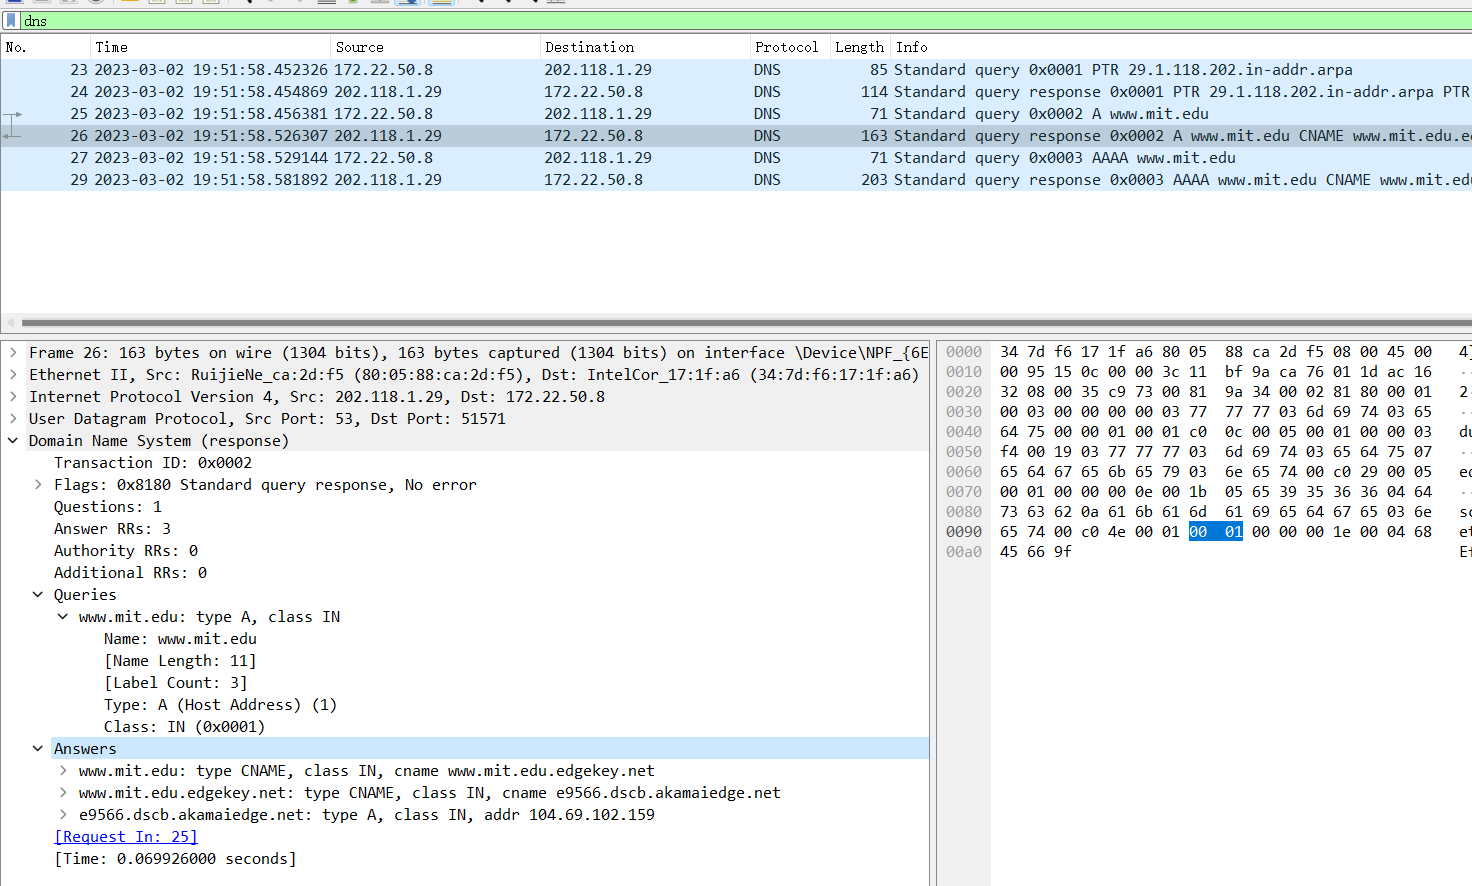 dns
No. Time Source Destination Protocol Length Info
23 2023-03-02 19:51:58.452326 172.22.50.8 202.118.1.29 DNS 85 Standard query 0x0001 PTR 29.1.118.202.in-addr.arpa
24 2023-03-02 19:51:58.454869 202.118.1.29 172.22.50.8 DNS 114 Standard query response 0x0001 PTR 29.1.118.202.in-addr.arpa PTR
25 2023-03-02 19:51:58.456381 172.22.50.8 202.118.1.29 DNS 71 Standard query 0x0002 A www.mit.edu
26 2023-03-02 19:51:58.526307 202.118.1.29 172.22.50.8 DNS 163 Standard query response 0x0002 A www.mit.edu CNAME www.mit.edu.e
27 2023-03-02 19:51:58.529144 172.22.50.8 202.118.1.29 DNS 71 Standard query 0x0003 AAAA www.mit.edu
29 2023-03-02 19:51:58.581892 202.118.1.29 172.22.50.8 DNS 203 Standard query response 0x0003 AAAA www.mit.edu CNAME www.mit.edu
Frame 26: 163 bytes on wire (1304 bits), 163 bytes captured (1304 bits) on interface \Device\NPF_{6E
Ethernet II, Src: RuijieNe_ca:2d:f5 (80:05:88:ca:2d:f5), Dst: IntelCor_17:1f:a6 (34:7d:f6:17:1f:a6)
Internet Protocol Version 4, Src: 202.118.1.29, Dst: 172.22.50.8
User Datagram Protocol, Src Port: 53, Dst Port: 51571
Domain Name System (response)
Transaction ID: 0x0002
Flags: 0x8180 Standard query response, No error
Questions: 1
Answer RRs: 3
Authority RRs: 0
Additional RRs: 0
Queries
www.mit.edu: type A, class IN
Name: www.mit.edu
[Name Length: 11]
[Label Count: 3]
Type: A (Host Address) (1)
Class: IN (0x0001)
Answers
www.mit.edu: type CNAME, class IN, cname www.mit.edu.edgekey.net
www.mit.edu.edgekey.net: type CNAME, class IN, cname e9566.dscb.akamaiedge.net
e9566.dscb.akamaiedge.net: type A, class IN, addr 104.69.102.159
[Request In: 25]
[Time: 0.069926000 seconds]
0000 34 7d f6 17 1f a6 80 05 88 ca 2d f5 08 00 45 00 4}
0010 00 95 15 0c 00 00 3c 11 bf 9a ca 76 01 1d ac 16 ··
0020 32 08 00 35 c9 73 00 81 9a 34 00 02 81 80 00 01 2·
0030 00 03 00 00 00 00 03 77 77 77 03 6d 69 74 03 65 ··
0040 64 75 00 00 01 00 01 c0 0c 00 05 00 01 00 00 03 du
0050 f4 00 19 03 77 77 77 03 6d 69 74 03 65 64 75 07 ··
0060 65 64 67 65 6b 65 79 03 6e 65 74 00 c0 29 00 05 ed
0070 00 01 00 00 00 0e 00 1b 05 65 39 35 36 36 04 64 ··
0080 73 63 62 0a 61 6b 61 6d 61 69 65 64 67 65 03 6e sc
0090 65 74 00 c0 4e 00 01 00 01 00 00 00 1e 00 04 68 et
00a0 45 66 9f Ef